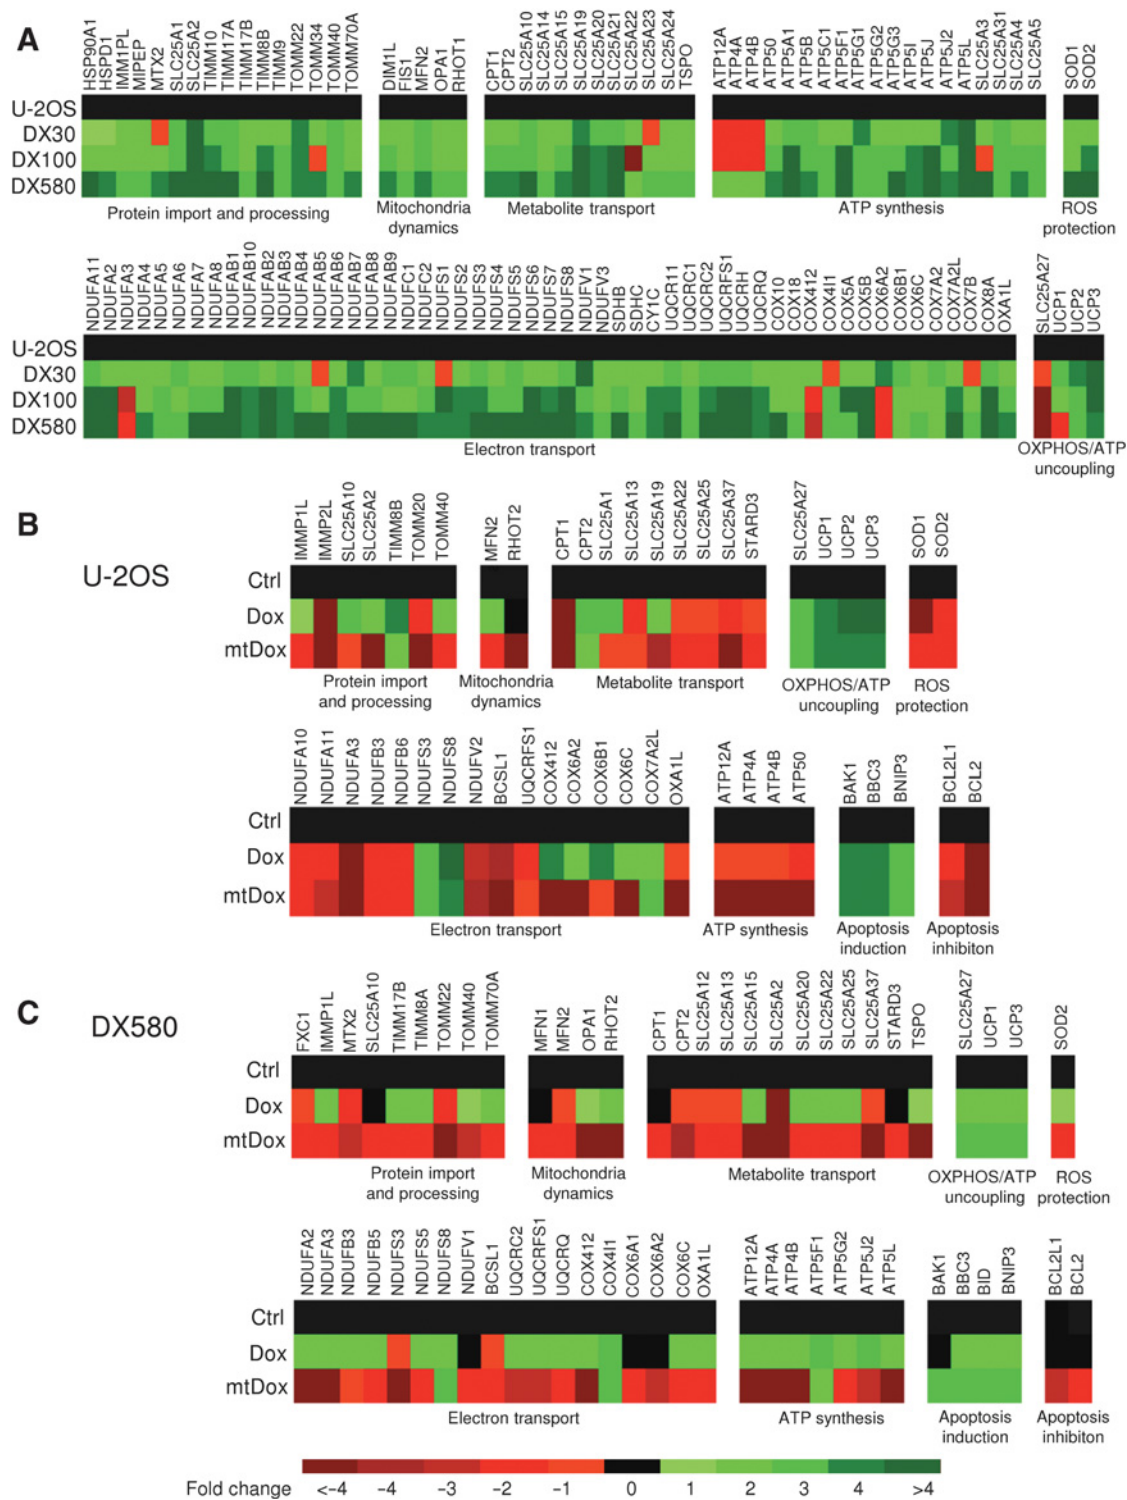 A
HSP90A1 HSPD1 IMM1PL MIPEP MTX2 SLC25A1 SLC25A2 TIMM10 TIMM17A TIMM17B TIMM8B TIMM9 TOMM22 TOMM34 TOMM40 TOMM70A DIM1L FIS1 MFN2 OPA1 RHOT1 CPT1 CPT2 SLC25A10 SLC25A14 SLC25A15 SLC25A19 SLC25A20 SLC25A21 SLC25A22 SLC25A23 SLC25A24 TSPO ATP12A ATP4A ATP4B ATP50 ATP5A1 ATP5B ATP5C1 ATP5F1 ATP5G1 ATP5G2 ATP5G3 ATP5I ATP5J ATP5J2 ATP5L SLC25A3 SLC25A31 SLC25A4 SLC25A5 SOD1 SOD2
U-2OS
DX30
DX100
DX580
Protein import and processing Mitochondria dynamics Metabolite transport ATP synthesis ROS protection
NDUFA11 NDUFA2 NDUFA3 NDUFA4 NDUFA5 NDUFA6 NDUFA7 NDUFA8 NDUFAB1 NDUFAB10 NDUFAB2 NDUFAB3 NDUFAB4 NDUFAB5 NDUFAB6 NDUFAB7 NDUFAB8 NDUFAB9 NDUFC1 NDUFC2 NDUFS1 NDUFS2 NDUFS3 NDUFS4 NDUFS5 NDUFS6 NDUFS7 NDUFS8 NDUFV1 NDUFV3 SDHB SDHC CY1C UQCR11 UQCRC1 UQCRC2 UQCRFS1 UQCRH UQCRQ COX10 COX18 COX412 COX4I1 COX5A COX5B COX6A2 COX6B1 COX6C COX7A2 COX7A2L COX7B COX8A OXA1L SLC25A27 UCP1 UCP2 UCP3
U-2OS
DX30
DX100
DX580
Electron transport OXPHOS/ATP uncoupling
B
U-2OS
IMMP1L IMMP2L SLC25A10 SLC25A2 TIMM8B TOMM20 TOMM40 MFN2 RHOT2 CPT1 CPT2 SLC25A1 SLC25A13 SLC25A19 SLC25A22 SLC25A25 SLC25A37 STARD3 SLC25A27 UCP1 UCP2 UCP3 SOD1 SOD2
Ctrl
Dox
mtDox
Protein import and processing Mitochondria dynamics Metabolite transport OXPHOS/ATP uncoupling ROS protection
NDUFA10 NDUFA11 NDUFA3 NDUFB3 NDUFB6 NDUFS3 NDUFS8 NDUFV2 BCSL1 UQCRFS1 COX412 COX6A2 COX6B1 COX6C COX7A2L OXA1L ATP12A ATP4A ATP4B ATP50 BAK1 BBC3 BNIP3 BCL2L1 BCL2
Ctrl
Dox
mtDox
Electron transport ATP synthesis Apoptosis induction Apoptosis inhibiton
C
DX580
FXC1 IMMP1L MTX2 SLC25A10 TIMM17B TIMM8A TOMM22 TOMM40 TOMM70A MFN1 MFN2 OPA1 RHOT2 CPT1 CPT2 SLC25A12 SLC25A13 SLC25A15 SLC25A2 SLC25A20 SLC25A22 SLC25A25 SLC25A37 STARD3 TSPO SLC25A27 UCP1 UCP3 SOD2
Ctrl
Dox
mtDox
Protein import and processing Mitochondria dynamics Metabolite transport OXPHOS/ATP uncoupling ROS protection
NDUFA2 NDUFA3 NDUFB3 NDUFB5 NDUFS3 NDUFS5 NDUFS8 NDUFV1 BCSL1 UQCRC2 UQCRFS1 UQCRQ COX412 COX4I1 COX6A1 COX6A2 COX6C OXA1L ATP12A ATP4A ATP4B ATP5F1 ATP5G2 ATP5J2 ATP5L BAK1 BBC3 BID BNIP3 BCL2L1 BCL2
Ctrl
Dox
mtDox
Electron transport ATP synthesis Apoptosis induction Apoptosis inhibiton
Fold change <-4 -4 -3 -2 -1 0 1 2 3 4 >4